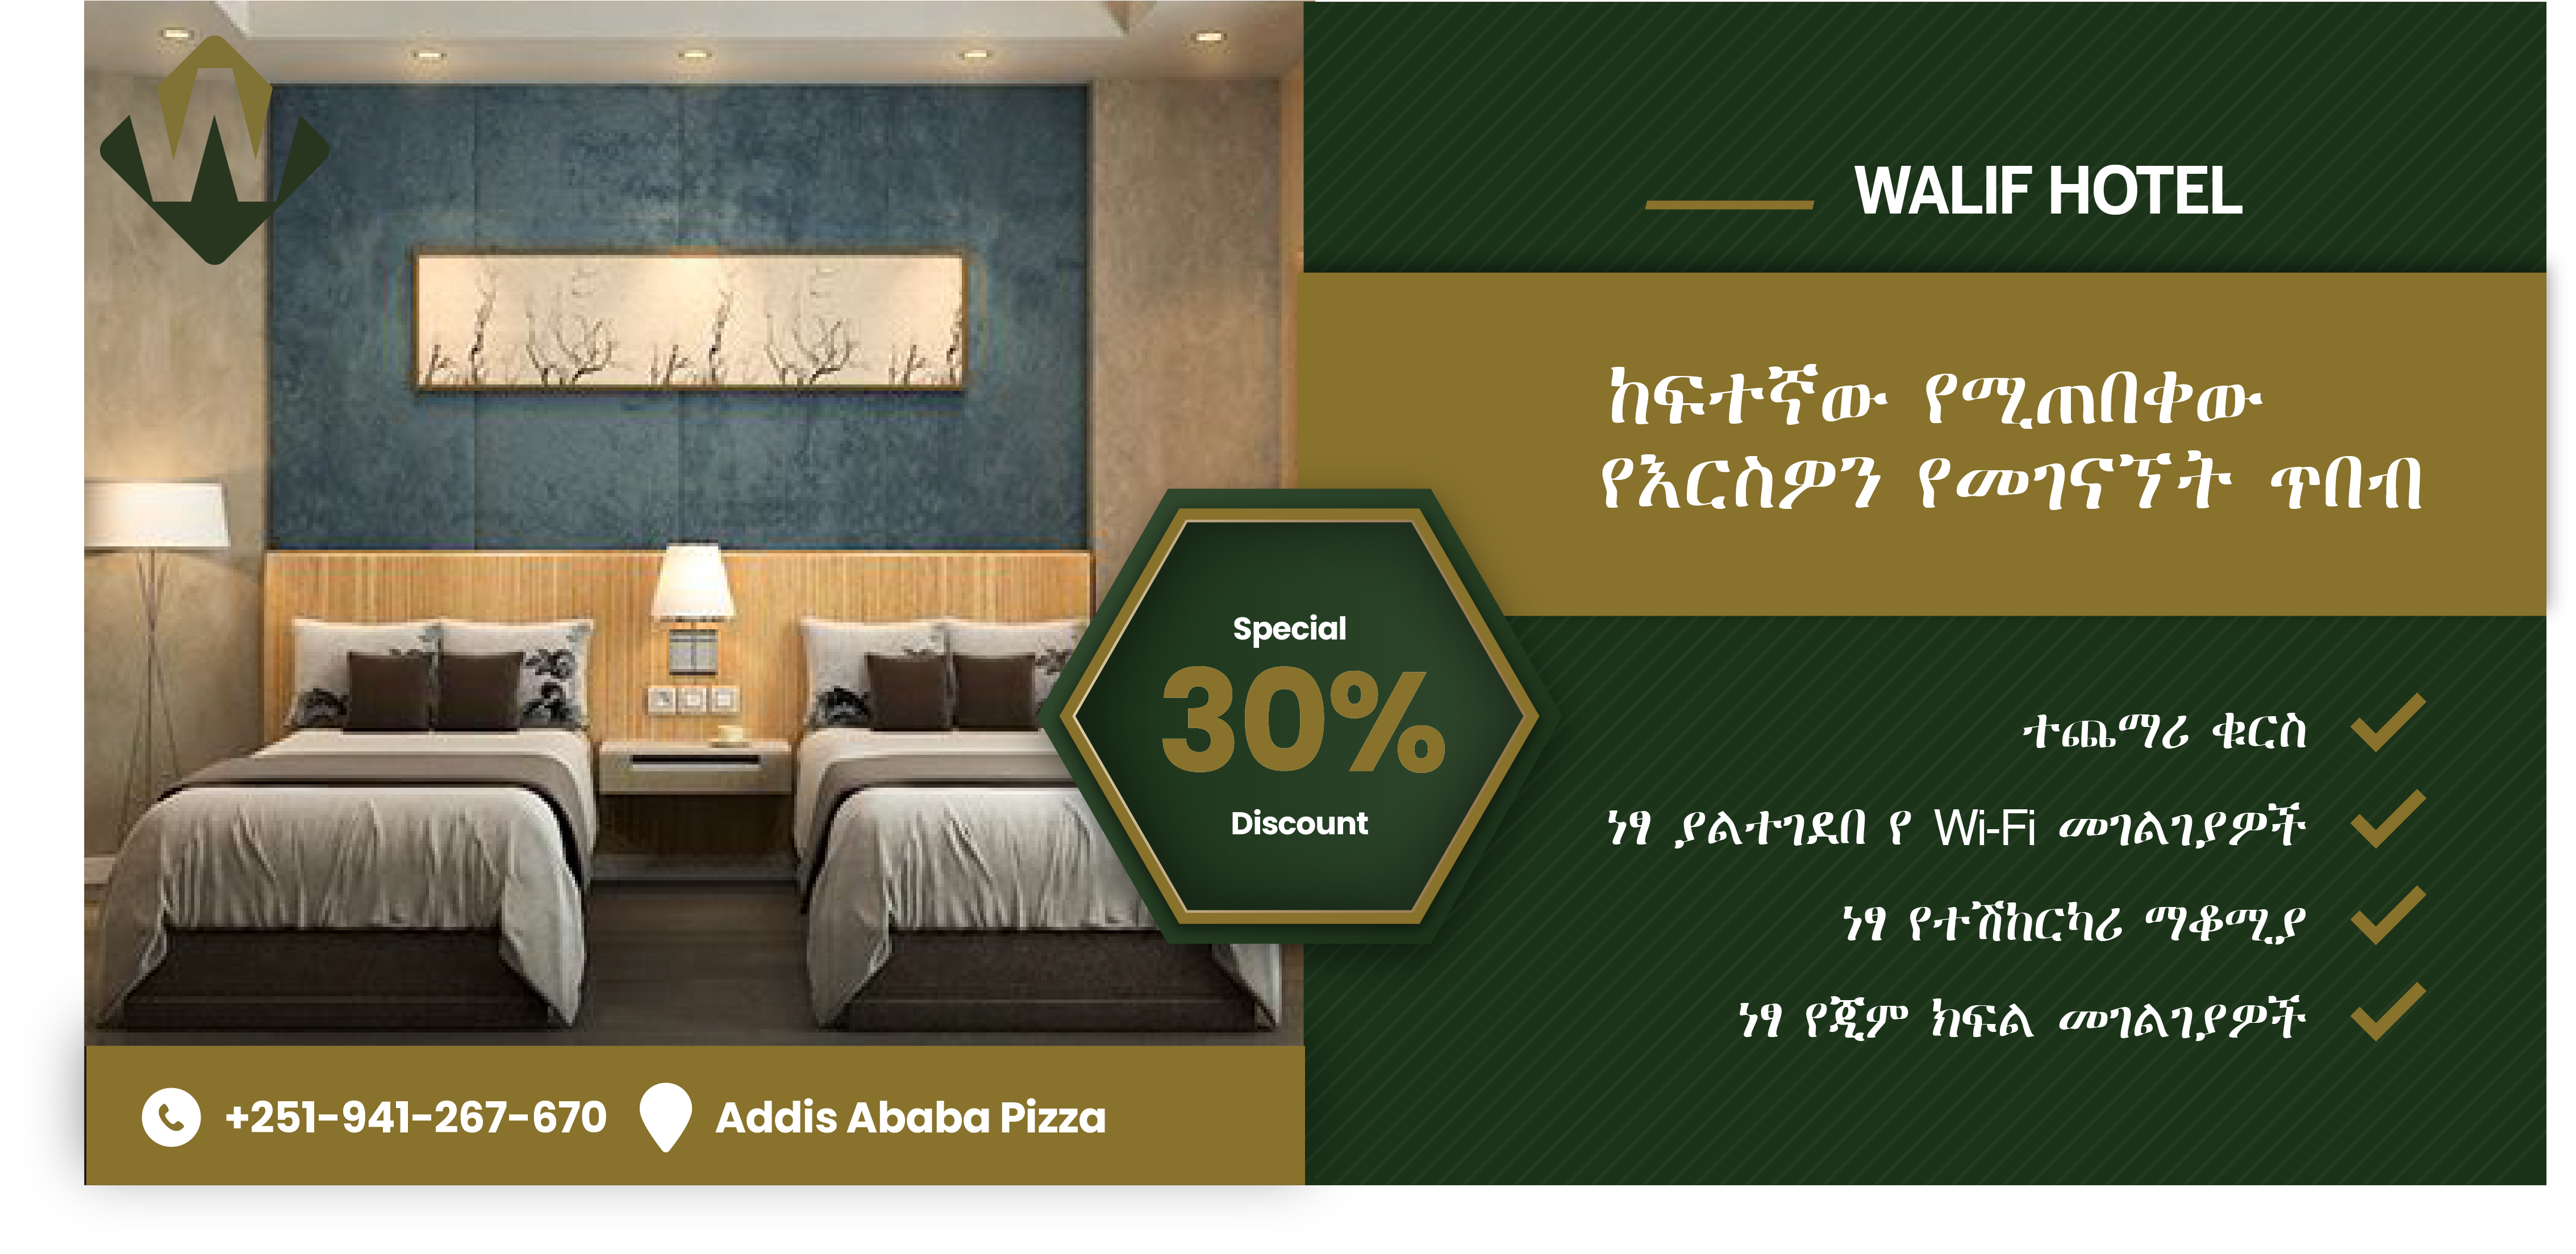 WALIF HOTEL
ከፍተኛው የሚጠበቀው
የእርስዎን የመገናኘት ጥበብ
Special
30%
Discount
ተጨማሪ ቁርስ
ነፃ ያልተገደበ የ Wi-Fi መገልገያዎች
ነፃ የተሽከርካሪ ማቆሚያ
ነፃ የጂም ክፍል መገልገያዎች
+251-941-267-670
Addis Ababa Pizza